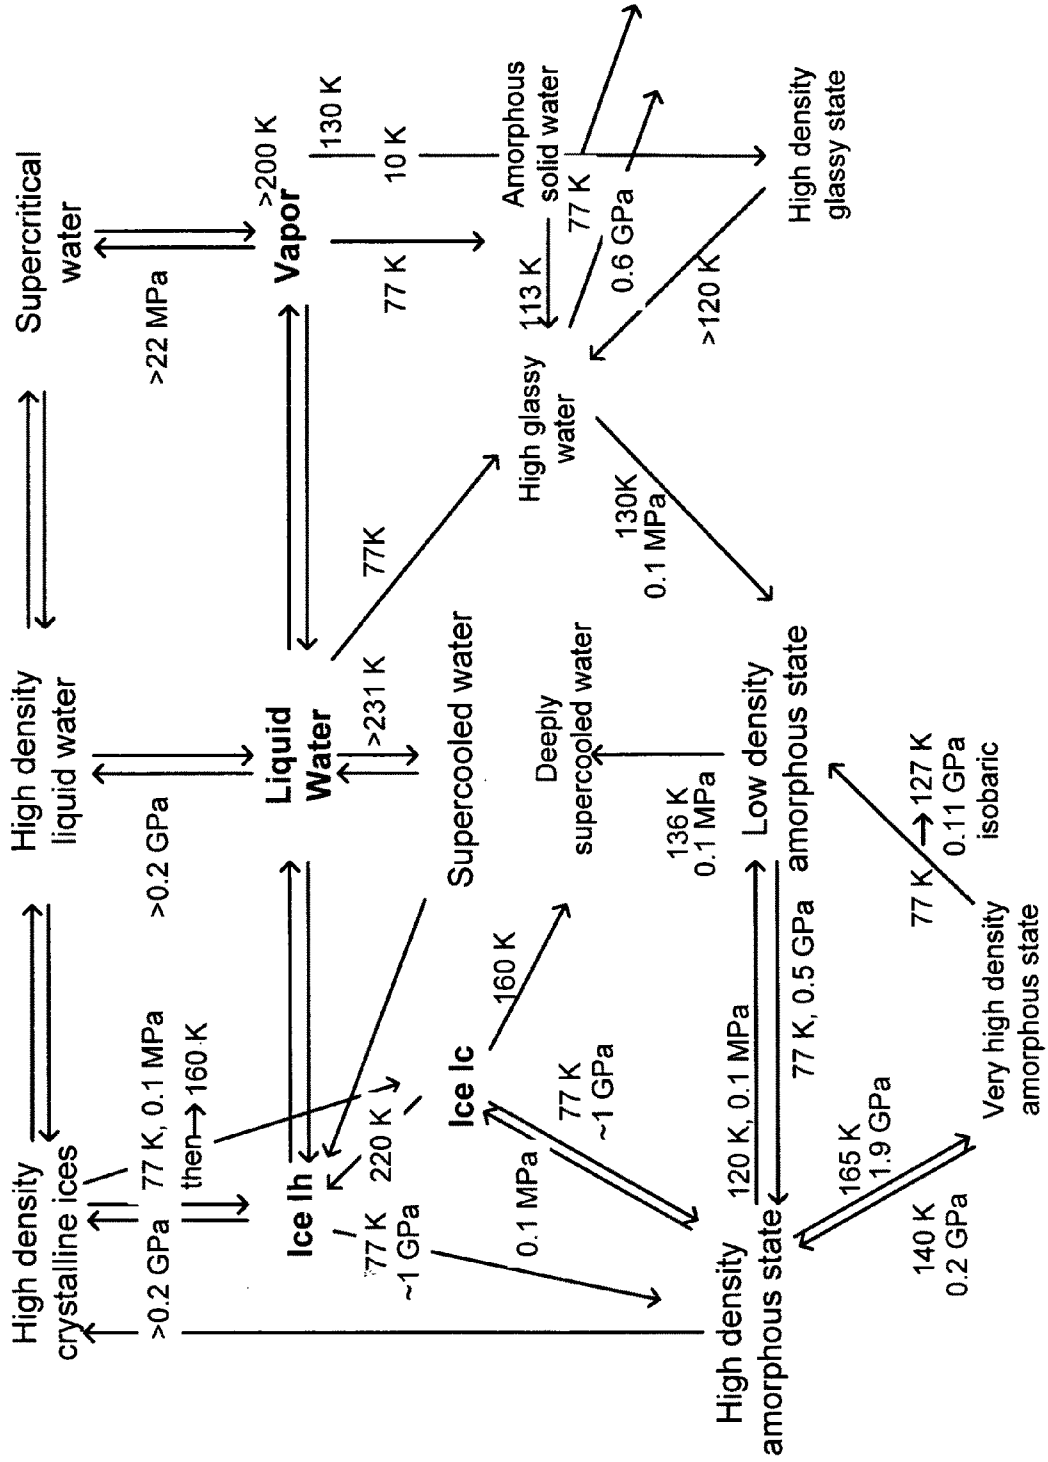 High density
crystalline ices
High density
liquid water
Supercritical
water
>0.2 GPa
77 K, 0.1 MPa
then→160 K
>0.2 GPa
>22 MPa
Ice Ih
Liquid
Water
Vapor
>200 K
77 K
~1 GPa
220 K
>231 K
77K
77 K
10 K
130 K
Ice Ic
Supercooled water
0.1 MPa
77 K
~1 GPa
160 K
Deeply
supercooled water
High glassy
water
113 K
Amorphous
solid water
77 K
0.6 GPa
136 K
0.1 MPa
130K
0.1 MPa
>120 K
High density
amorphous state
120 K, 0.1 MPa
77 K, 0.5 GPa
Low density
amorphous state
High density
glassy state
165 K
1.9 GPa
140 K
0.2 GPa
77 K → 127 K
0.11 GPa
isobaric
Very high density
amorphous state